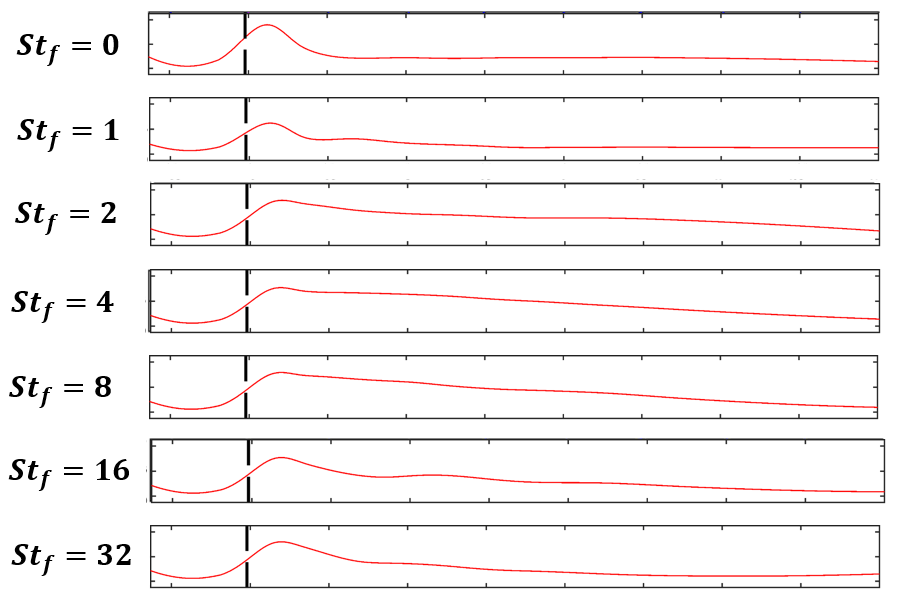 St_f = 0
St_f = 1
St_f = 2
St_f = 4
St_f = 8
St_f = 16
St_f = 32